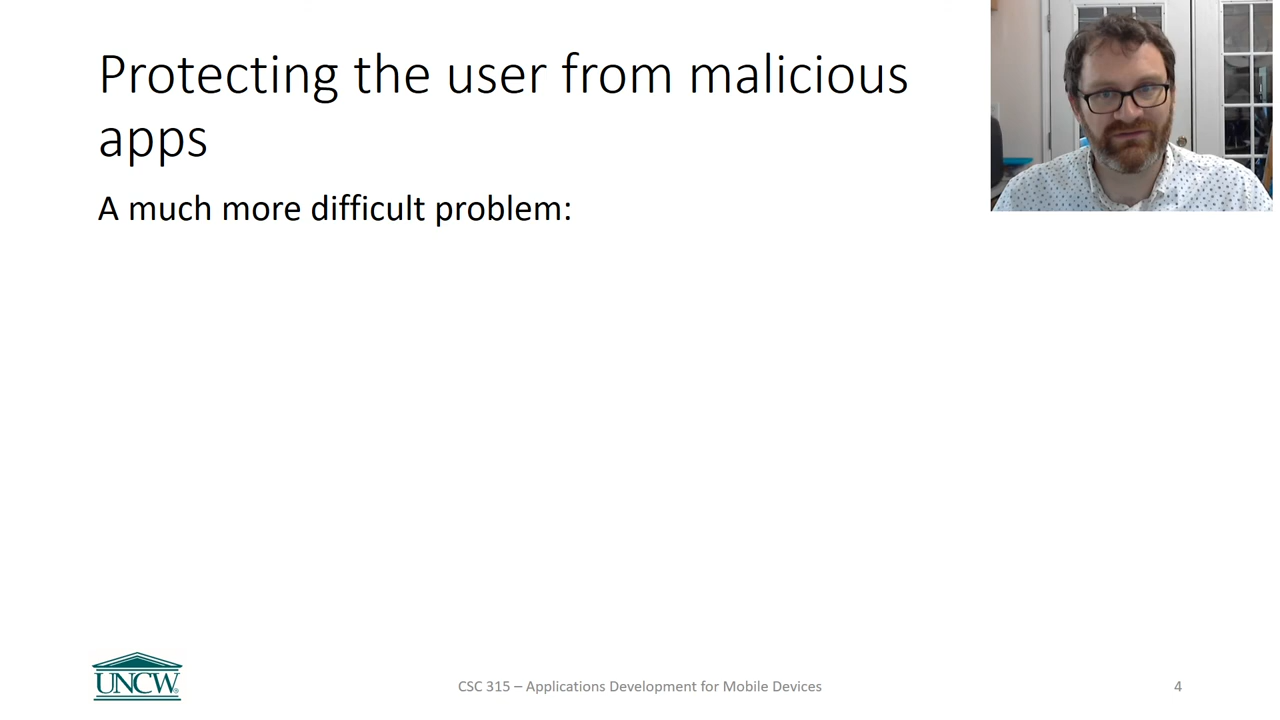 Protecting the user from malicious
apps
A much more difficult problem:
UNCW®
CSC 315 – Applications Development for Mobile Devices
4